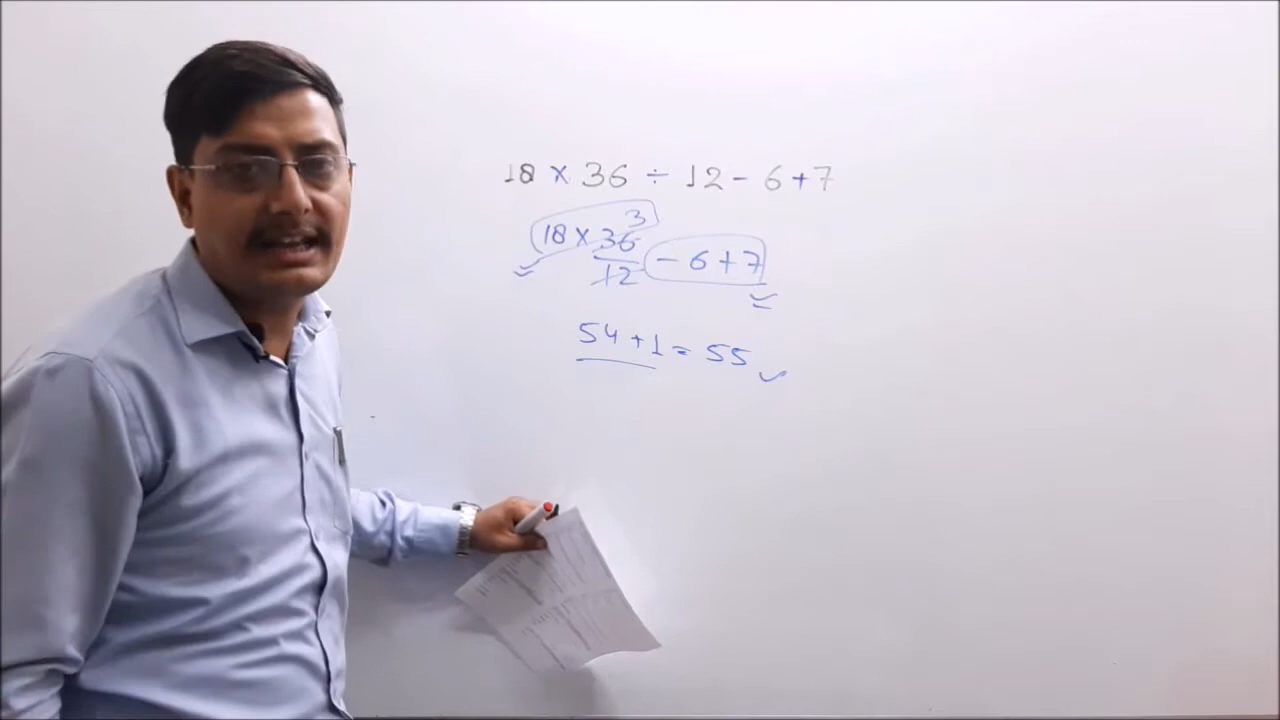 18 × 36 ÷ 12 - 6 + 7
3
18 × 36 - 6 + 7
12
54 + 1 = 55